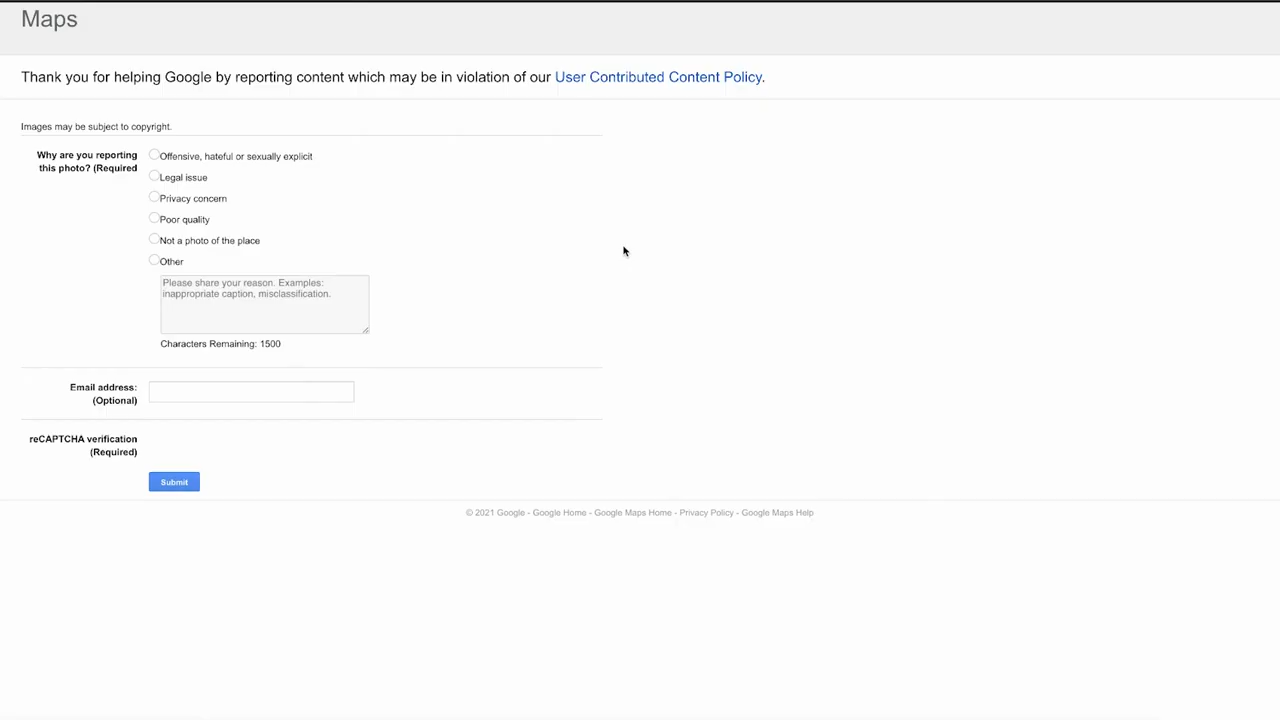 Maps
Thank you for helping Google by reporting content which may be in violation of our User Contributed Content Policy.
Images may be subject to copyright.
Why are you reporting
this photo? (Required
Offensive, hateful or sexually explicit
Legal issue
Privacy concern
Poor quality
Not a photo of the place
Other
Please share your reason. Examples:
inappropriate caption, misclassification.
Characters Remaining: 1500
Email address:
(Optional)
reCAPTCHA verification
(Required)
Submit
© 2021 Google - Google Home - Google Maps Home - Privacy Policy - Google Maps Help